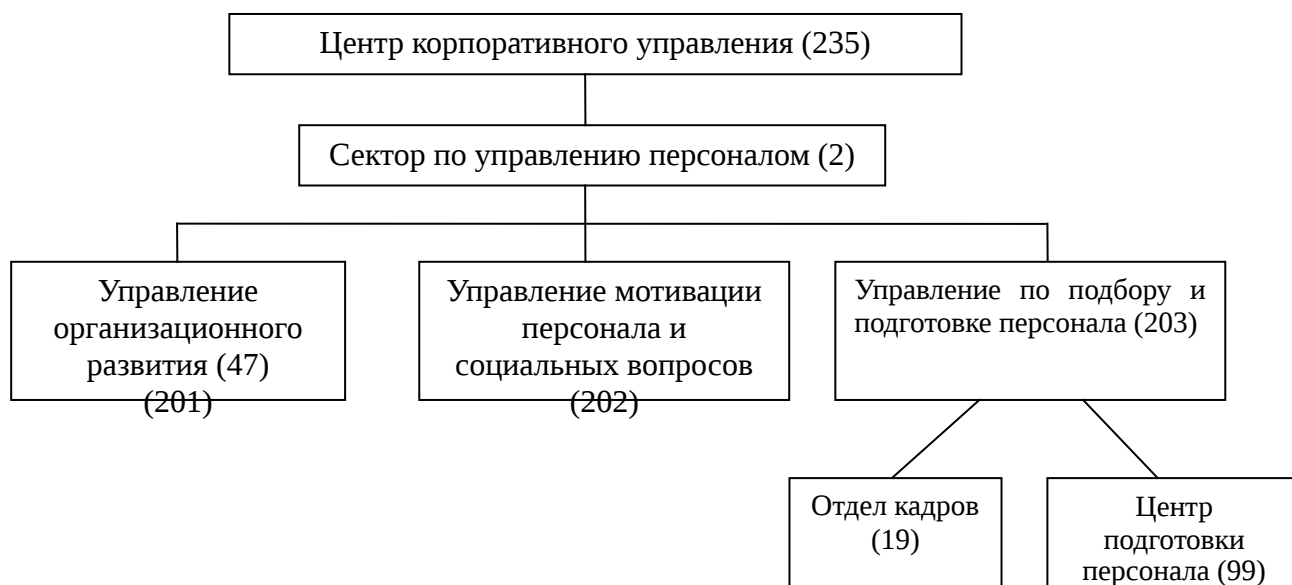 Центр корпоративного управления (235)
Сектор по управлению персоналом (2)
Управление
организационного
развития (47)
(201)
Управление мотивации
персонала и
социальных вопросов
(202)
Управление по подбору и
подготовке персонала (203)
Отдел кадров
(19)
Центр
подготовки
персонала (99)